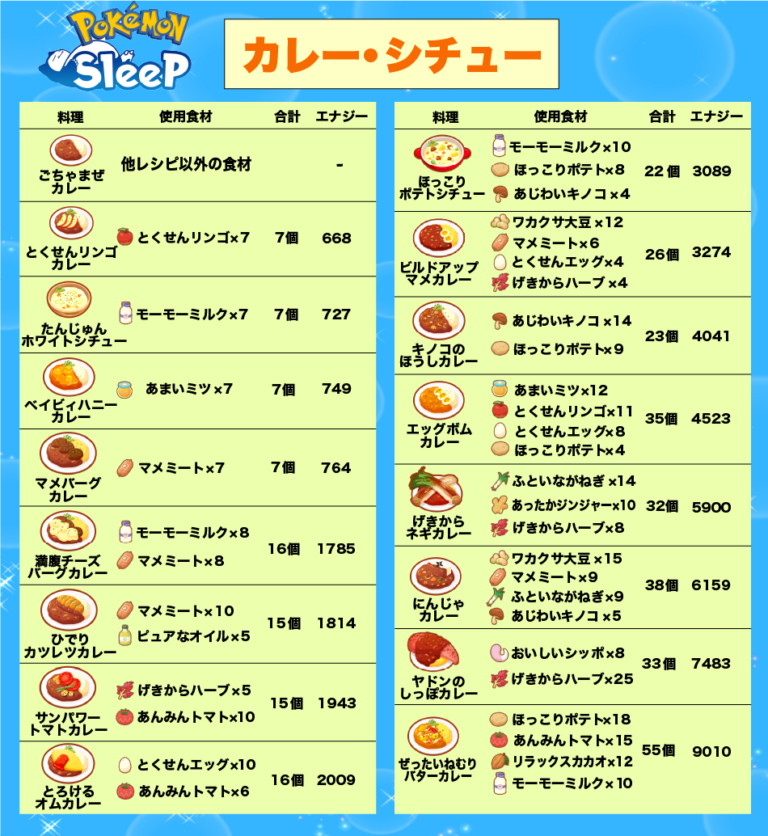 Pokémon
Sleep
カレー・シチュー
料理 使用食材 合計 エナジー
ごちゃまぜ
カレー
他レシピ以外の食材 -
とくせんリンゴ
カレー
とくせんリンゴ×7 7個 668
たんじゅん
ホワイトシチュー
モーモーミルク×7 7個 727
ベイビィハニー
カレー
あまいミツ×7 7個 749
マメバーグ
カレー
マメミート×7 7個 764
満腹チーズ
バーグカレー
モーモーミルク×8
マメミート×8
16個 1785
ひでり
カツレツカレー
マメミート×10
ピュアなオイル×5
15個 1814
サンパワー
トマトカレー
げきからハーブ×5
あんみんトマト×10
15個 1943
とろける
オムカレー
とくせんエッグ×10
あんみんトマト×6
16個 2009
料理 使用食材 合計 エナジー
ほっこり
ポテトシチュー
モーモーミルク×10
ほっこりポテト×8
あじわいキノコ×4
22個 3089
ビルドアップ
マメカレー
ワカクサ大豆×12
マメミート×6
とくせんエッグ×4
げきからハーブ×4
26個 3274
キノコの
ほうしカレー
あじわいキノコ×14
ほっこりポテト×9
23個 4041
エッグボム
カレー
あまいミツ×12
とくせんリンゴ×11
とくせんエッグ×8
ほっこりポテト×4
35個 4523
げきから
ネギカレー
ふといながねぎ×14
あったかジンジャー×10
げきからハーブ×8
32個 5900
にんじゃ
カレー
ワカクサ大豆×15
マメミート×9
ふといながねぎ×9
あじわいキノコ×5
38個 6159
ヤドンの
しっぽカレー
おいしいシッポ×8
げきからハーブ×25
33個 7483
ぜったいねむり
バターカレー
ほっこりポテト×18
あんみんトマト×15
リラックスカカオ×12
モーモーミルク×10
55個 9010